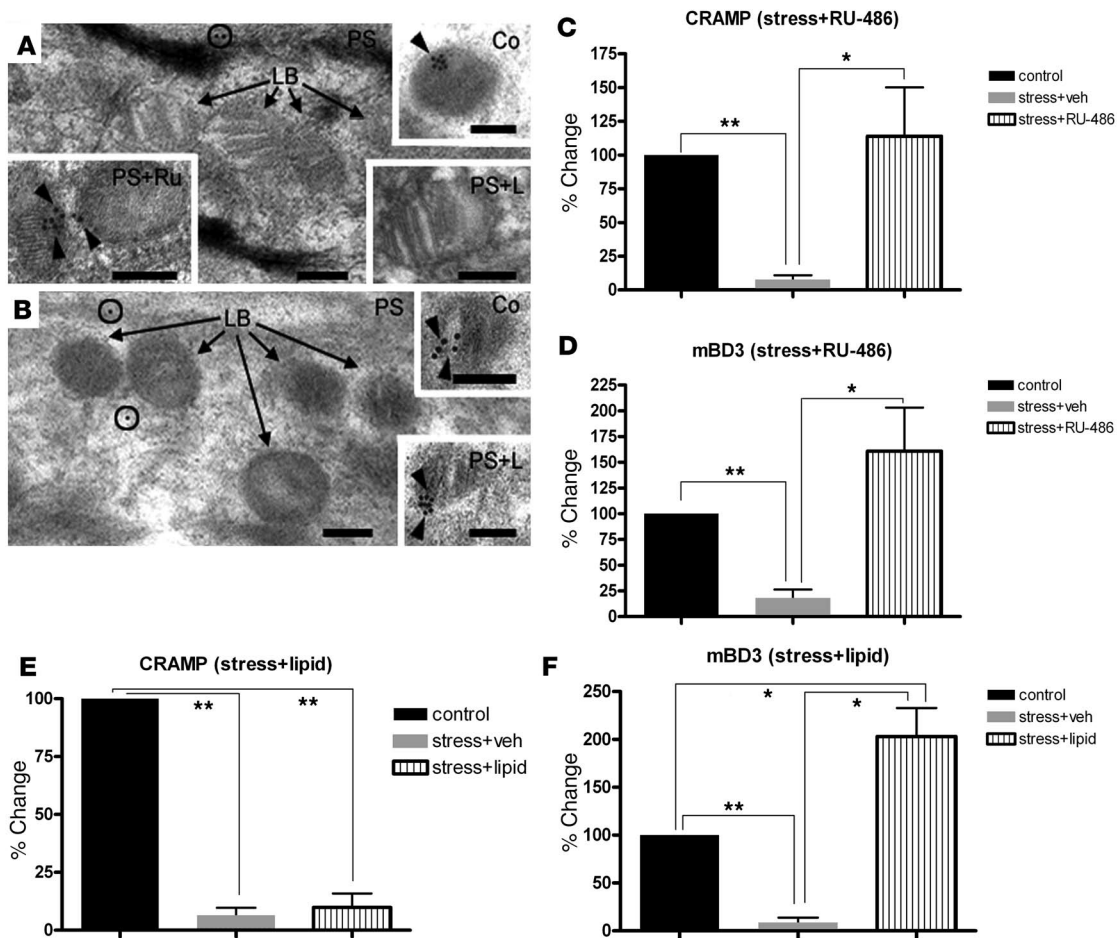 A
PS
Co
LB
PS+Ru
PS+L
B
PS
Co
LB
PS+L
C
CRAMP (stress+RU-486)
% Change
175
150
125
100
75
50
25
0
**
*
control
stress+veh
stress+RU-486
D
mBD3 (stress+RU-486)
% Change
225
200
175
150
125
100
75
50
25
0
**
*
control
stress+veh
stress+RU-486
E
CRAMP (stress+lipid)
% Change
100
75
50
25
0
**
**
control
stress+veh
stress+lipid
F
mBD3 (stress+lipid)
% Change
250
200
150
100
50
0
*
*
**
control
stress+veh
stress+lipid